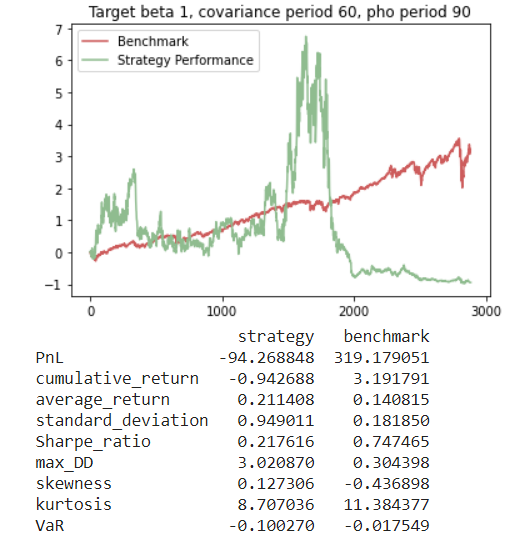 Target beta 1, covariance period 60, pho period 90
7
6
5
4
3
2
1
0
−1
Benchmark
Strategy Performance
0 1000 2000 3000
strategy benchmark
PnL -94.268848 319.179051
cumulative_return -0.942688 3.191791
average_return 0.211408 0.140815
standard_deviation 0.949011 0.181850
Sharpe_ratio 0.217616 0.747465
max_DD 3.020870 0.304398
skewness 0.127306 -0.436898
kurtosis 8.707036 11.384377
VaR -0.100270 -0.017549